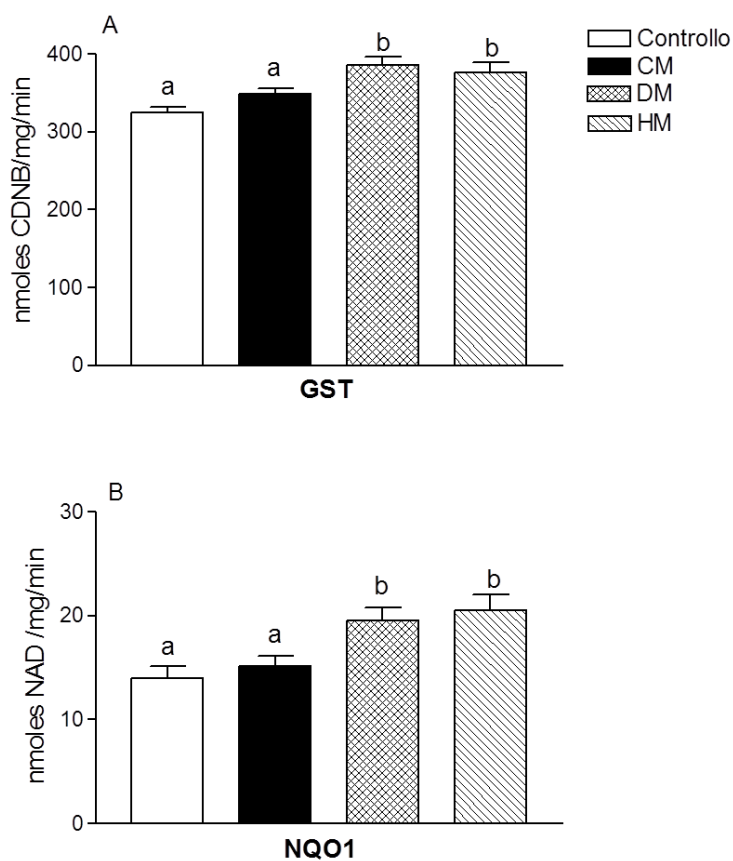 A
Controllo
CM
DM
HM
nmoles CDNB/mg/min
400
300
200
100
0
a
a
b
b
GST
B
nmoles NAD /mg/min
30
20
10
0
a
a
b
b
NQO1